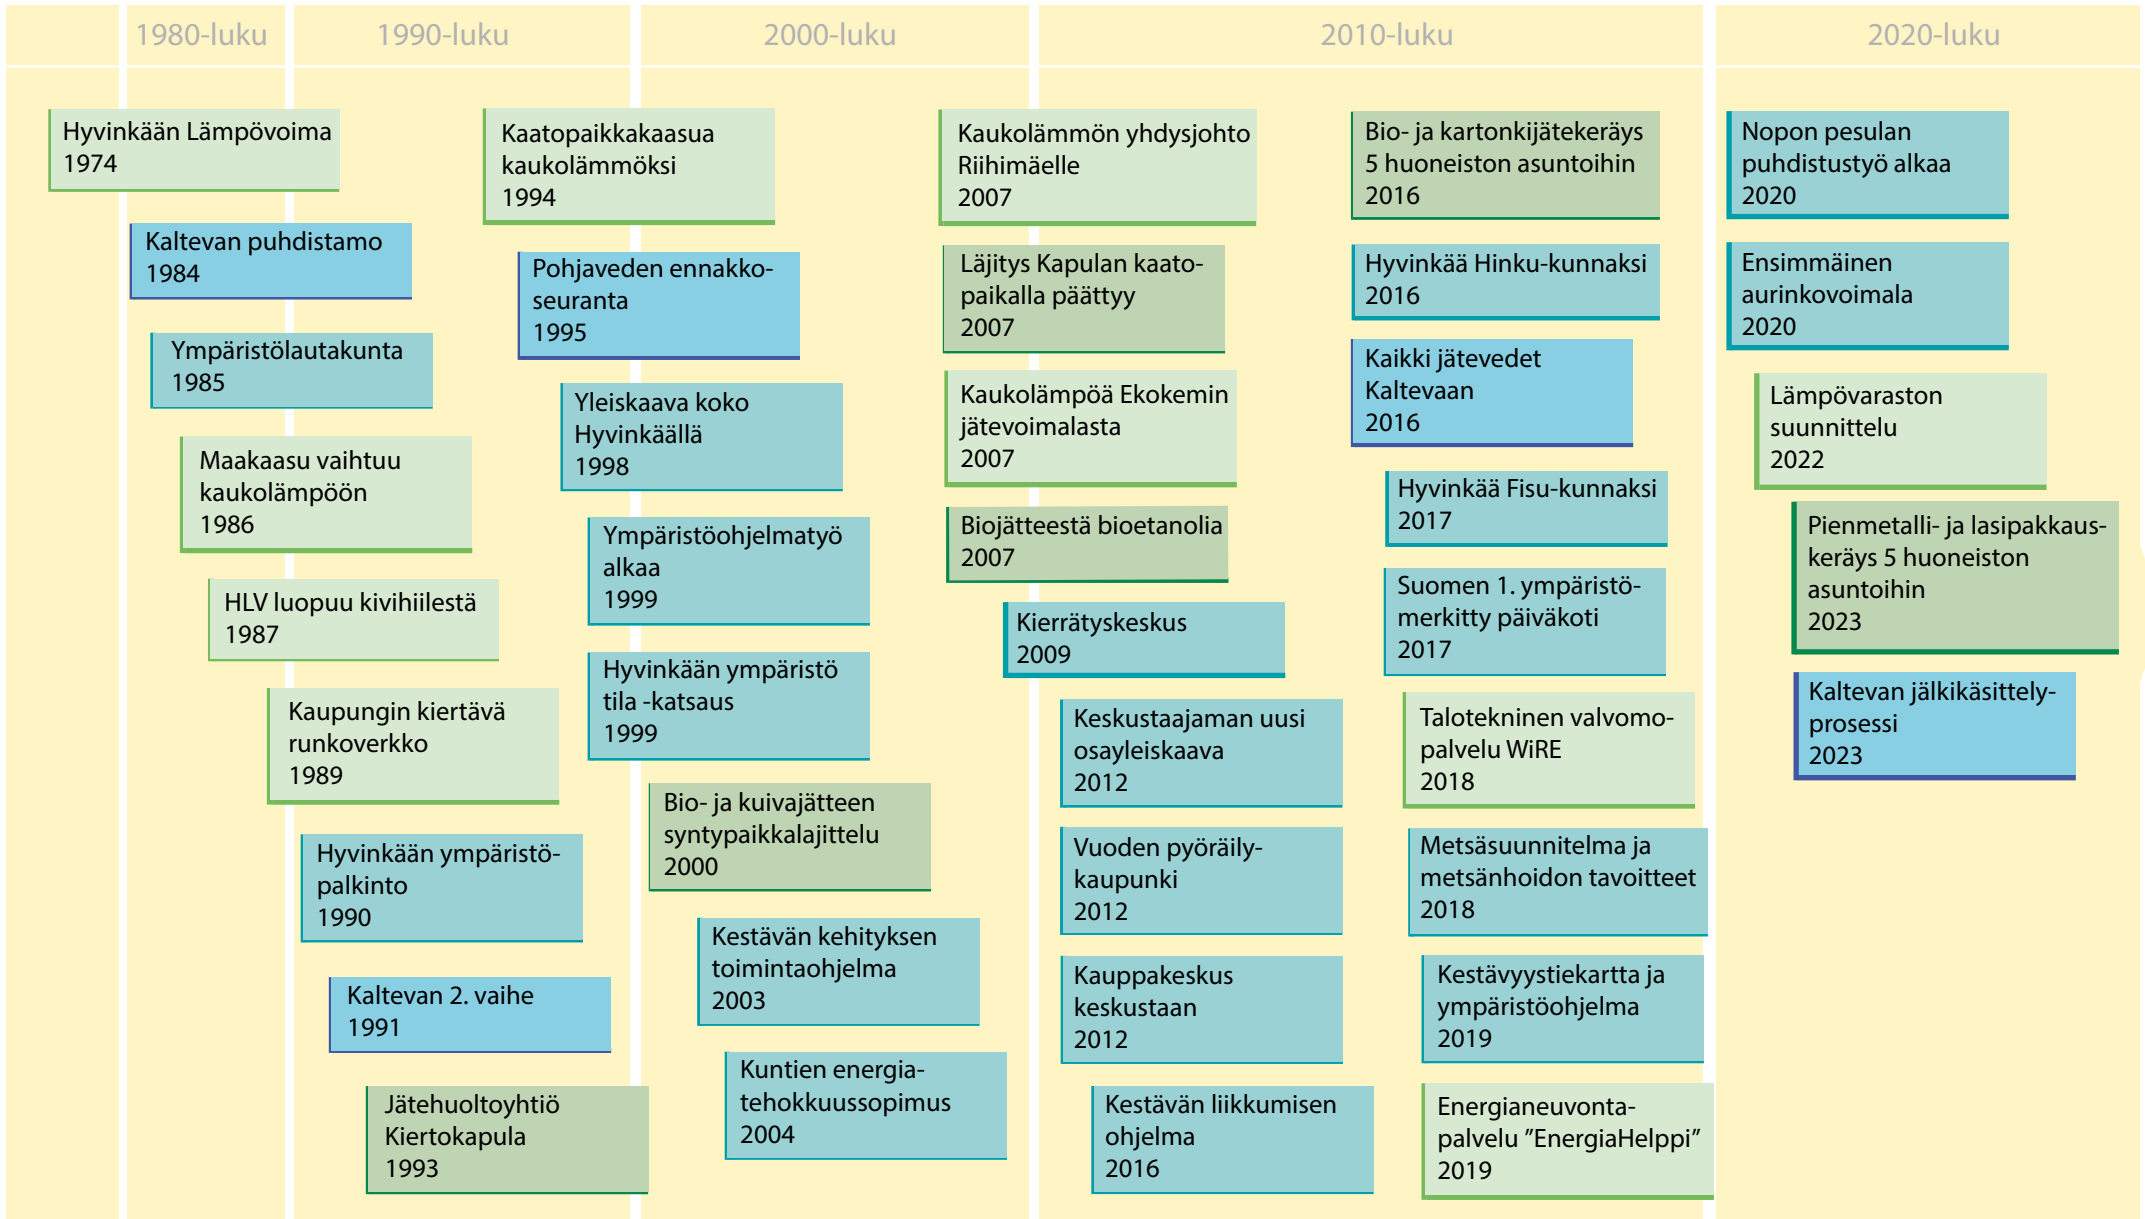 1980-luku
1990-luku
2000-luku
2010-luku
2020-luku
Hyvinkään Lämpövoima
1974
Kaltevan puhdistamo
1984
Ympäristölautakunta
1985
Maakaasu vaihtuu
kaukolämpöön
1986
HLV luopuu kivihiilestä
1987
Kaupungin kiertävä
runkoverkko
1989
Hyvinkään ympäristö-
palkinto
1990
Kaltevan 2. vaihe
1991
Jätehuoltoyhtiö
Kiertokapula
1993
Kaatopaikkakaasua
kaukolämmöksi
1994
Pohjaveden ennakko-
seuranta
1995
Yleiskaava koko
Hyvinkäällä
1998
Ympäristöohjelmatyö
alkaa
1999
Hyvinkään ympäristö
tila -katsaus
1999
Bio- ja kuivajätteen
syntypaikkalajittelu
2000
Kestävän kehityksen
toimintaohjelma
2003
Kuntien energia-
tehokkuussopimus
2004
Kaukolämmön yhdysjohto
Riihimäelle
2007
Läjitys Kapulan kaato-
paikalla päättyy
2007
Kaukolämpöä Ekokemin
jätevoimalasta
2007
Biojätteestä bioetanolia
2007
Kierrätyskeskus
2009
Keskustaajaman uusi
osayleiskaava
2012
Vuoden pyöräily-
kaupunki
2012
Kauppakeskus
keskustaan
2012
Kestävän liikkumisen
ohjelma
2016
Bio- ja kartonkijätekeräys
5 huoneiston asuntoihin
2016
Hyvinkää Hinku-kunnaksi
2016
Kaikki jätevedet
Kaltevaan
2016
Hyvinkää Fisu-kunnaksi
2017
Suomen 1. ympäristö-
merkitty päiväkoti
2017
Talotekninen valvomo-
palvelu WiRE
2018
Metsäsuunnitelma ja
metsänhoidon tavoitteet
2018
Kestävyystiekartta ja
ympäristöohjelma
2019
Energianeuvonta-
palvelu ”EnergiaHelppi”
2019
Nopon pesulan
puhdistustyö alkaa
2020
Ensimmäinen
aurinkovoimala
2020
Lämpövaraston
suunnittelu
2022
Pienmetalli- ja lasipakkaus-
keräys 5 huoneiston
asuntoihin
2023
Kaltevan jälkikäsittely-
prosessi
2023